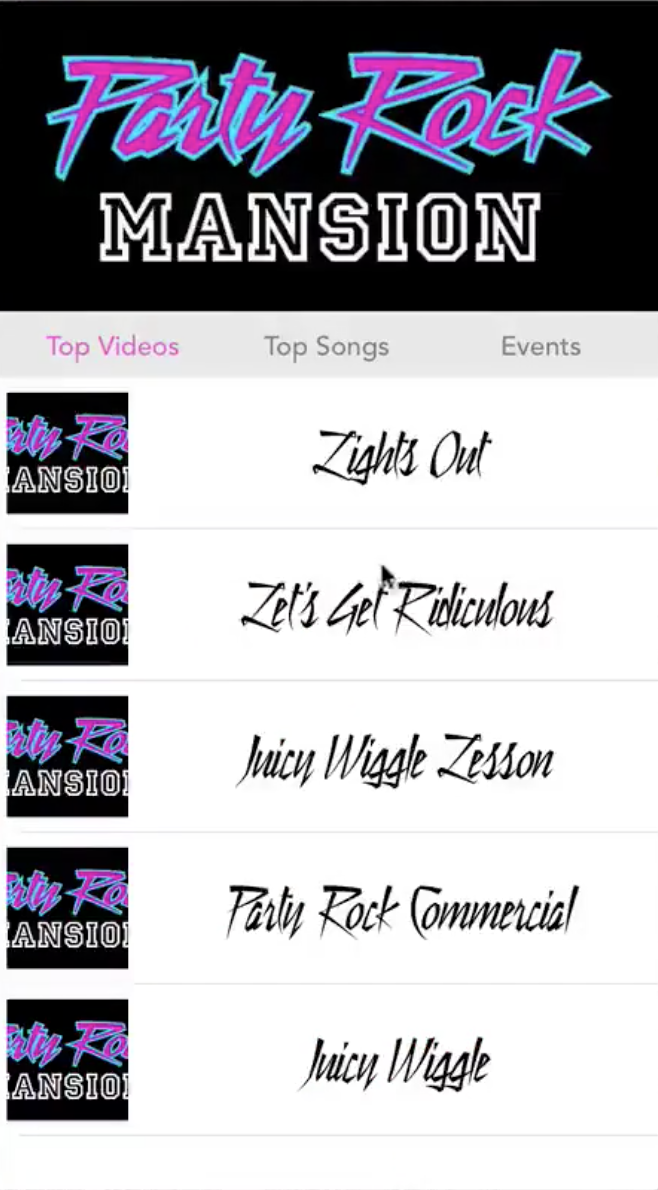 Party Rock
MANSION
Top Videos Top Songs Events
rty Ro
ANSIO
Lights Out
rty Ro
ANSIO
Let's Get Ridiculous
rty Ro
ANSIO
Juicy Wiggle Lesson
rty Ro
ANSIO
Party Rock Commercial
rty Ro
ANSIO
Juicy Wiggle